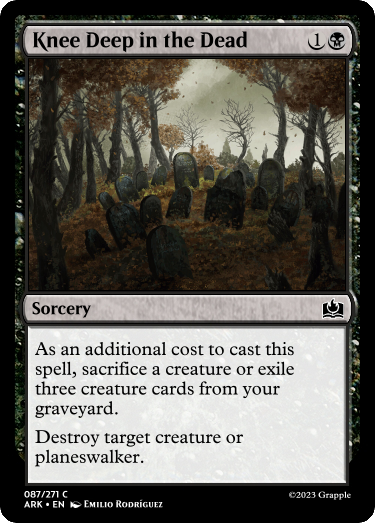 Knee Deep in the Dead 1
Sorcery
As an additional cost to cast this
spell, sacrifice a creature or exile
three creature cards from your
graveyard.
Destroy target creature or
planeswalker.
087/271 C
©2023 Grapple
ARK • EN Emilio Rodríguez